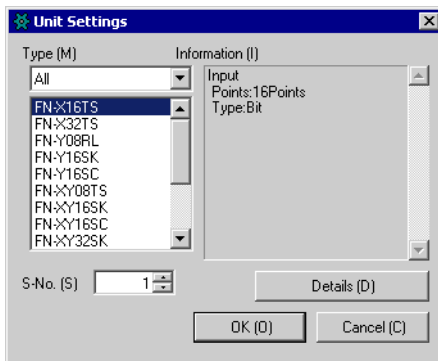 Unit Settings
Type (M)
Information (I)
All
Input
Points:16Points
Type:Bit
FN-X16TS
FN-X32TS
FN-Y08RL
FN-Y16SK
FN-Y16SC
FN-XY08TS
FN-XY16SK
FN-XY16SC
FN-XY32SK
S-No. (S)
1
Details (D)
OK (O)
Cancel (C)